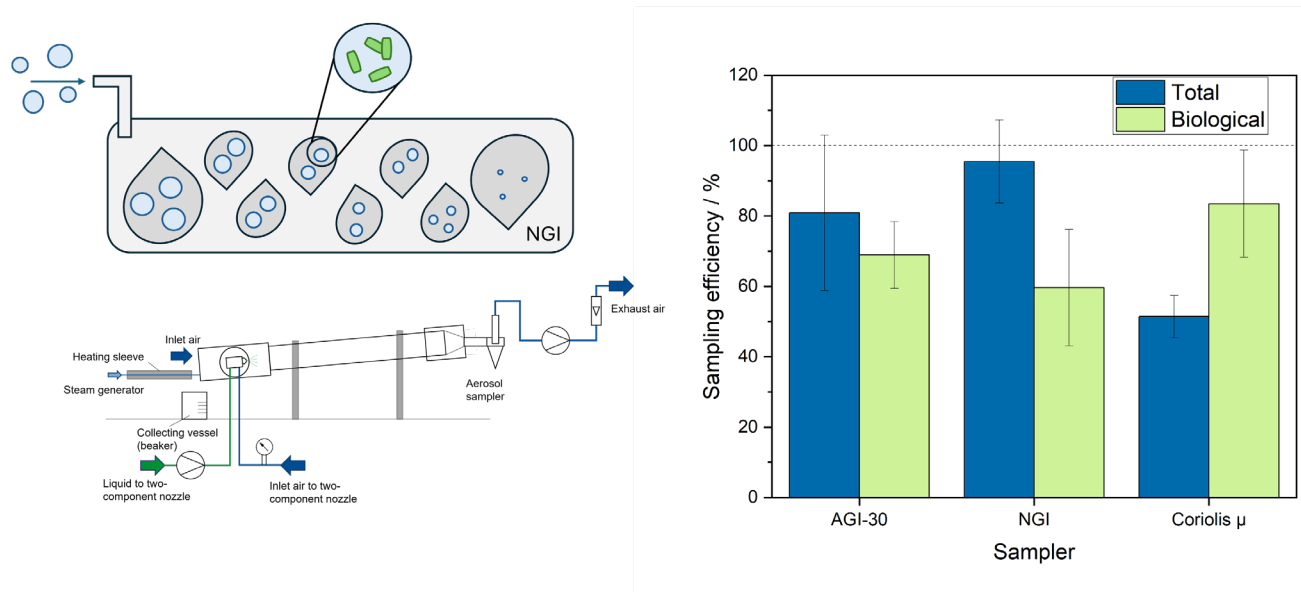 NGI
Inlet air
Heating sleeve
Steam generator
Collecting vessel
(beaker)
Liquid to two-
component nozzle
Inlet air to two-
component nozzle
Aerosol
sampler
Exhaust air
Sampling efficiency / %
120
100
80
60
40
20
0
Total
Biological
AGI-30
NGI
Coriolis μ
Sampler